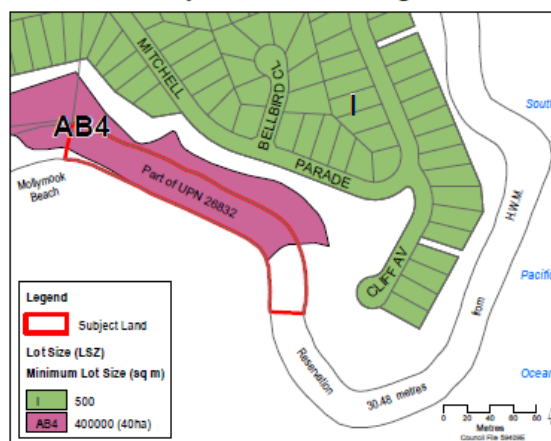 MITCHELL
BELLBIRD CL
I
AB4
PARADE
South
H.W.M.
Mollymook
Beach
Part of UPN 26832
CLIFF AV
Pacific
from
Legend
Subject Land
Lot Size (LSZ)
Minimum Lot Size (sq m)
I 500
AB4 400000 (40ha)
Reservation
30.48 metres
Ocean
0 10 20 40 60 80
Metres